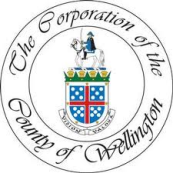 The Corporation of the
County of Wellington